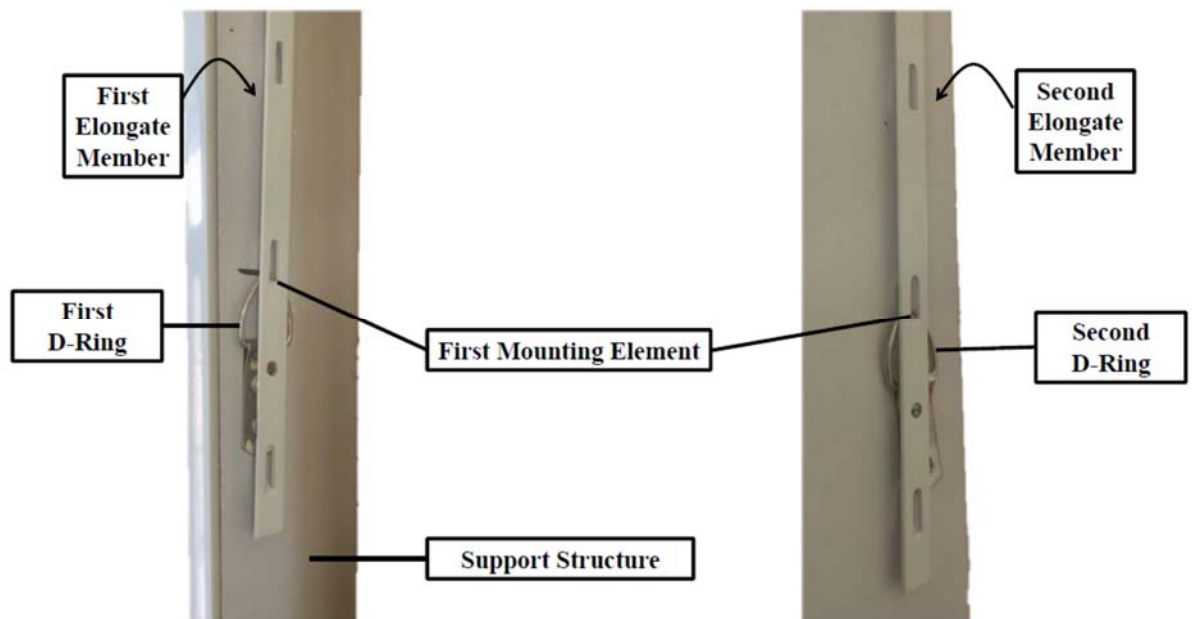 First
Elongate
Member
Second
Elongate
Member
First
D-Ring
First Mounting Element
Second
D-Ring
Support Structure